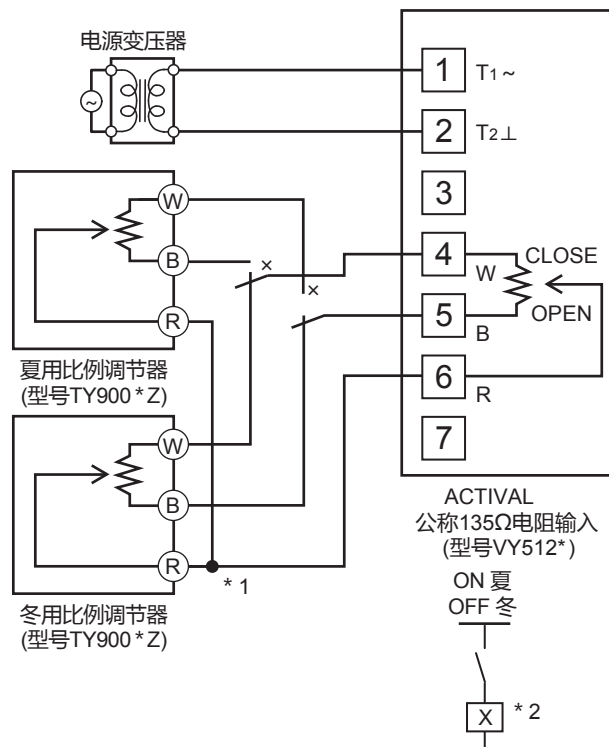 电源变压器
~
1 T1~
2 T2⊥
3
4 W
CLOSE
OPEN
5 B
6 R
7
W
B
R
×
×
夏用比例调节器
(型号TY900*Z)
W
B
R
*1
冬用比例调节器
(型号TY900*Z)
ACTIVAL
公称135Ω电阻输入
(型号VY512*)
ON 夏
OFF 冬
X *2